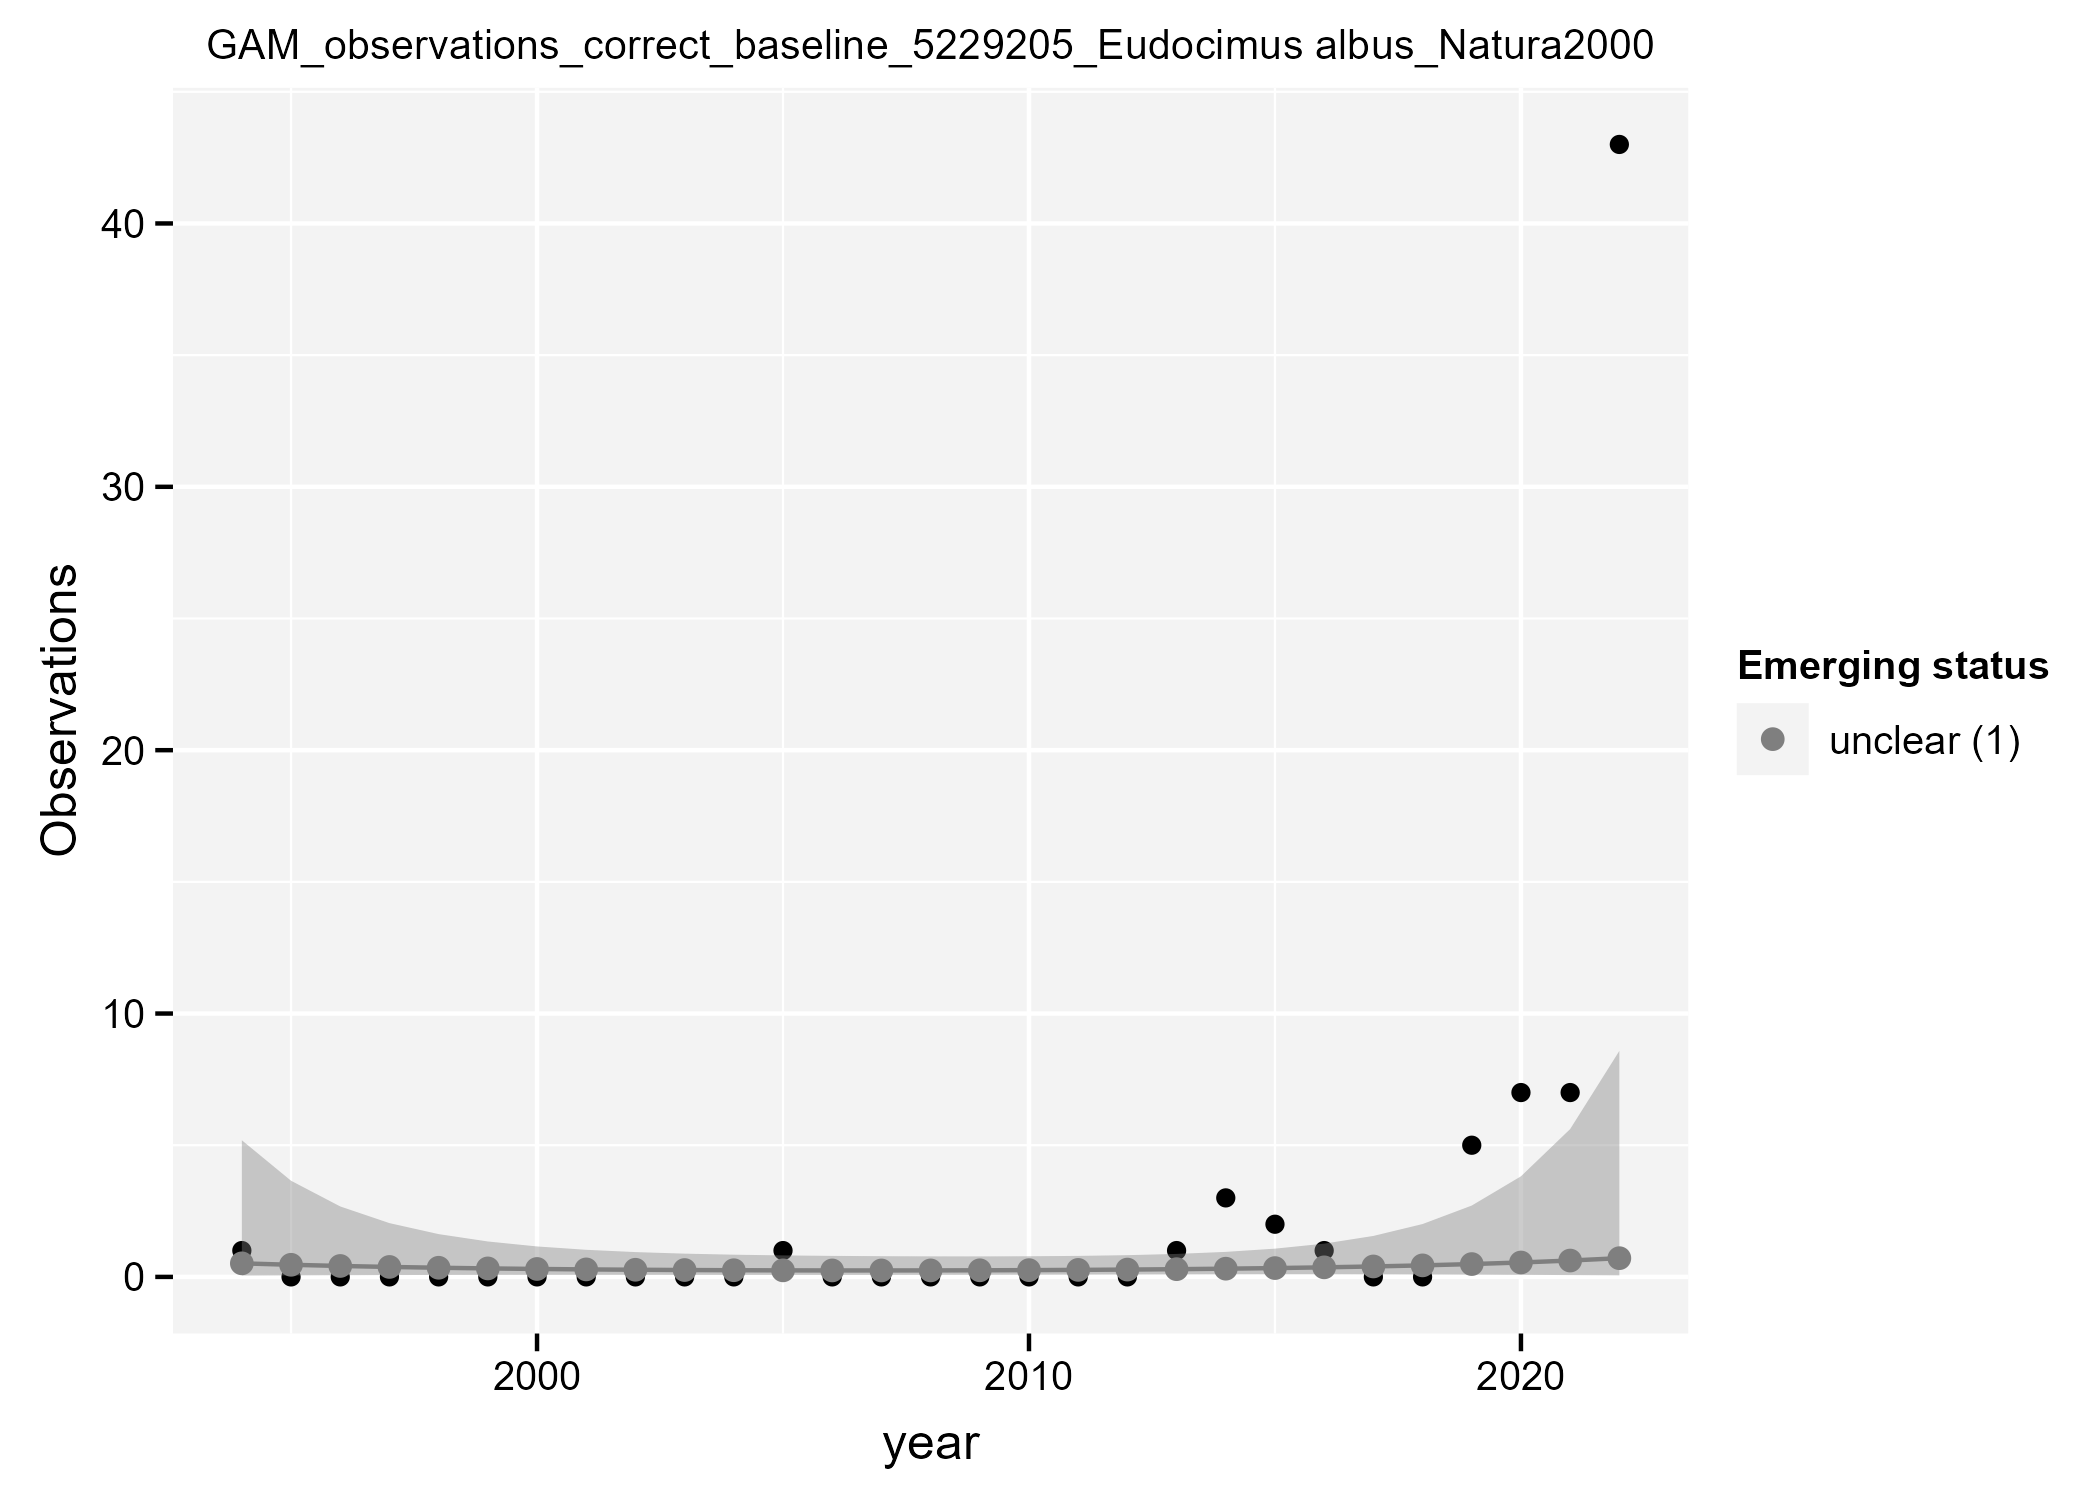 GAM_observations_correct_baseline_5229205_Eudocimus albus_Natura2000
Observations
40
30
20
10
0
2000
2010
2020
year
Emerging status
unclear (1)